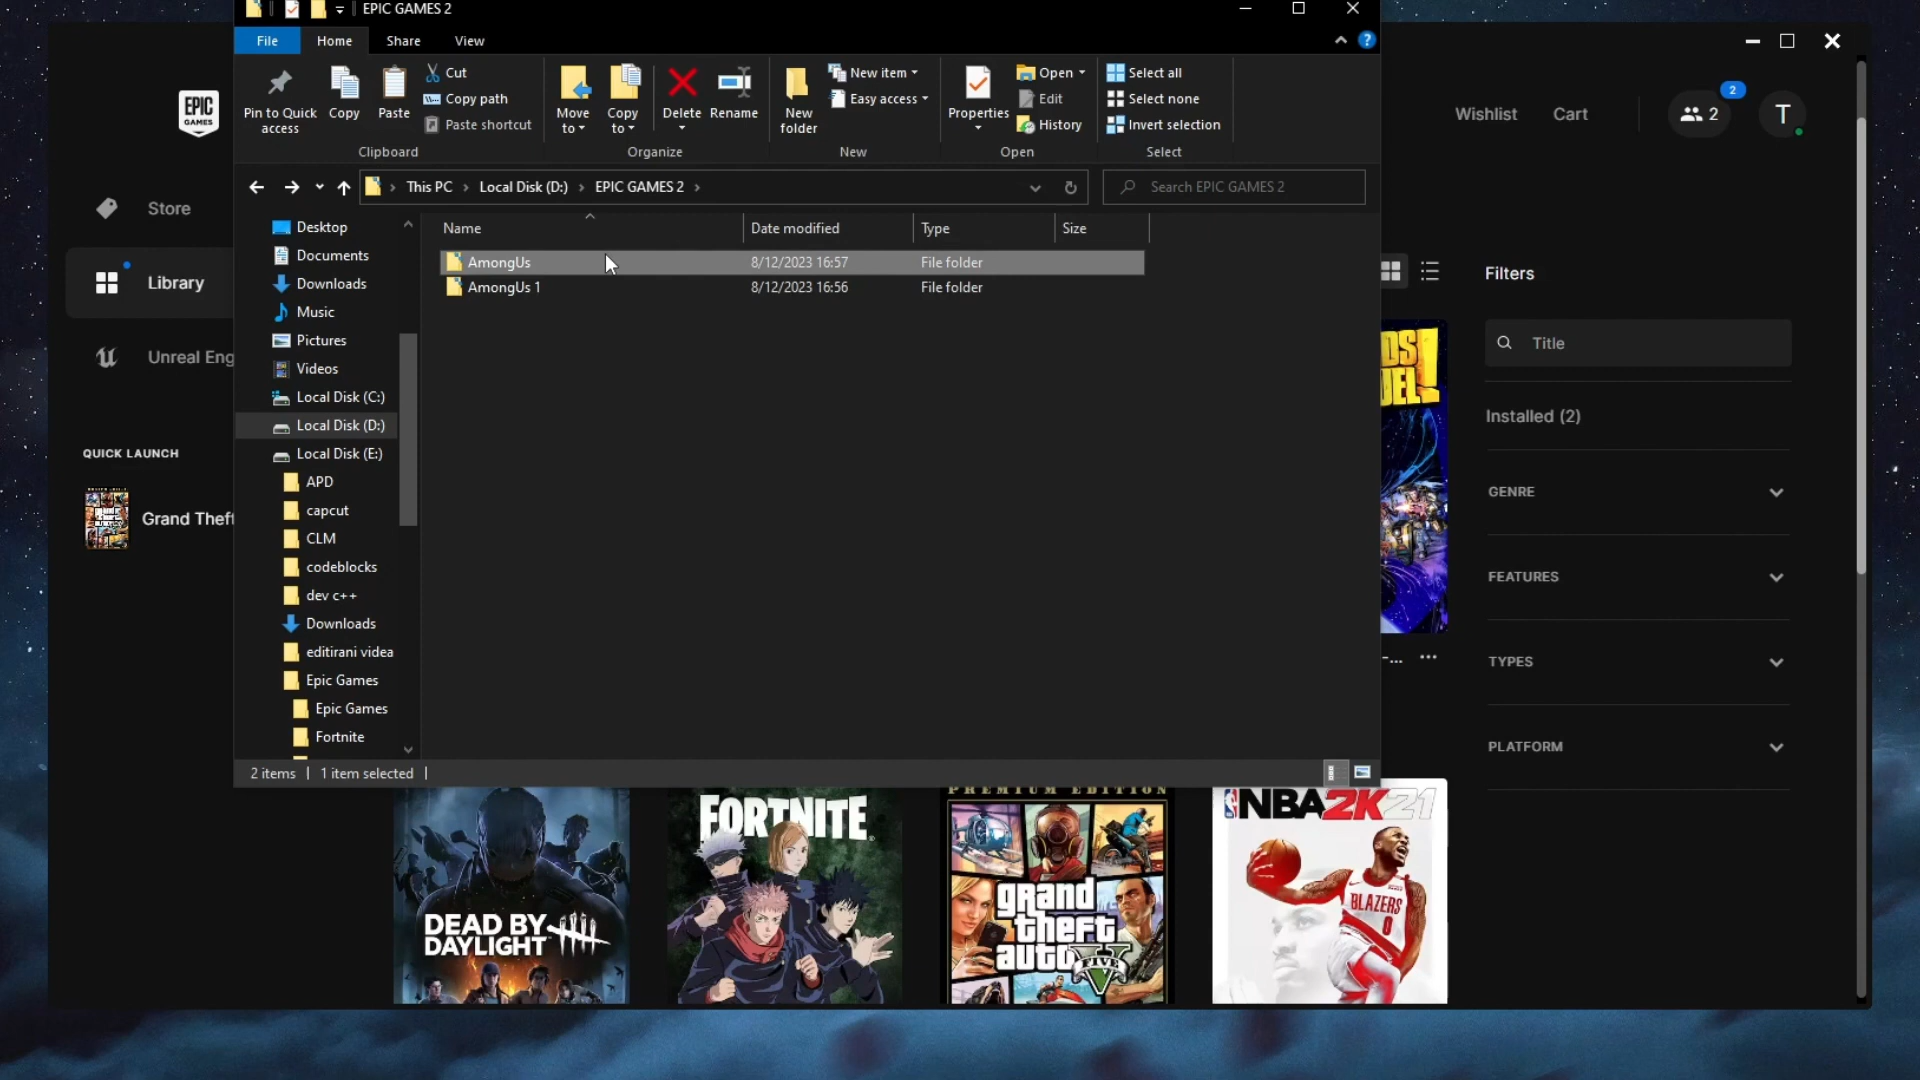 EPIC GAMES 2
File
Home
Share
View
Pin to Quick access
Copy
Paste
Cut
Copy path
Paste shortcut
Move to
Copy to
Delete
Rename
New folder
New item
Easy access
Properties
Open
Edit
History
Select all
Select none
Invert selection
Clipboard
Organize
New
Open
Select
This PC
Local Disk (D:)
EPIC GAMES 2
Search EPIC GAMES 2
Name
Date modified
Type
Size
AmongUs
8/12/2023 16:57
File folder
AmongUs 1
8/12/2023 16:56
File folder
Desktop
Documents
Downloads
Music
Pictures
Videos
Local Disk (C:)
Local Disk (D:)
Local Disk (E:)
APD
capcut
CLM
codeblocks
dev c++
Downloads
editirani videa
Epic Games
Epic Games
Fortnite
2 items
1 item selected
EPIC
GAMES
Store
Library
Unreal Eng
QUICK LAUNCH
Grand Theft
Wishlist
Cart
2
2
T
Filters
Title
Installed (2)
GENRE
FEATURES
TYPES
PLATFORM
DEAD BY
DAYLIGHT
FORTNITE
PREMIUM EDITION
grand
theft
auto
FIVE
NBA 2K21
BLAZERS
0